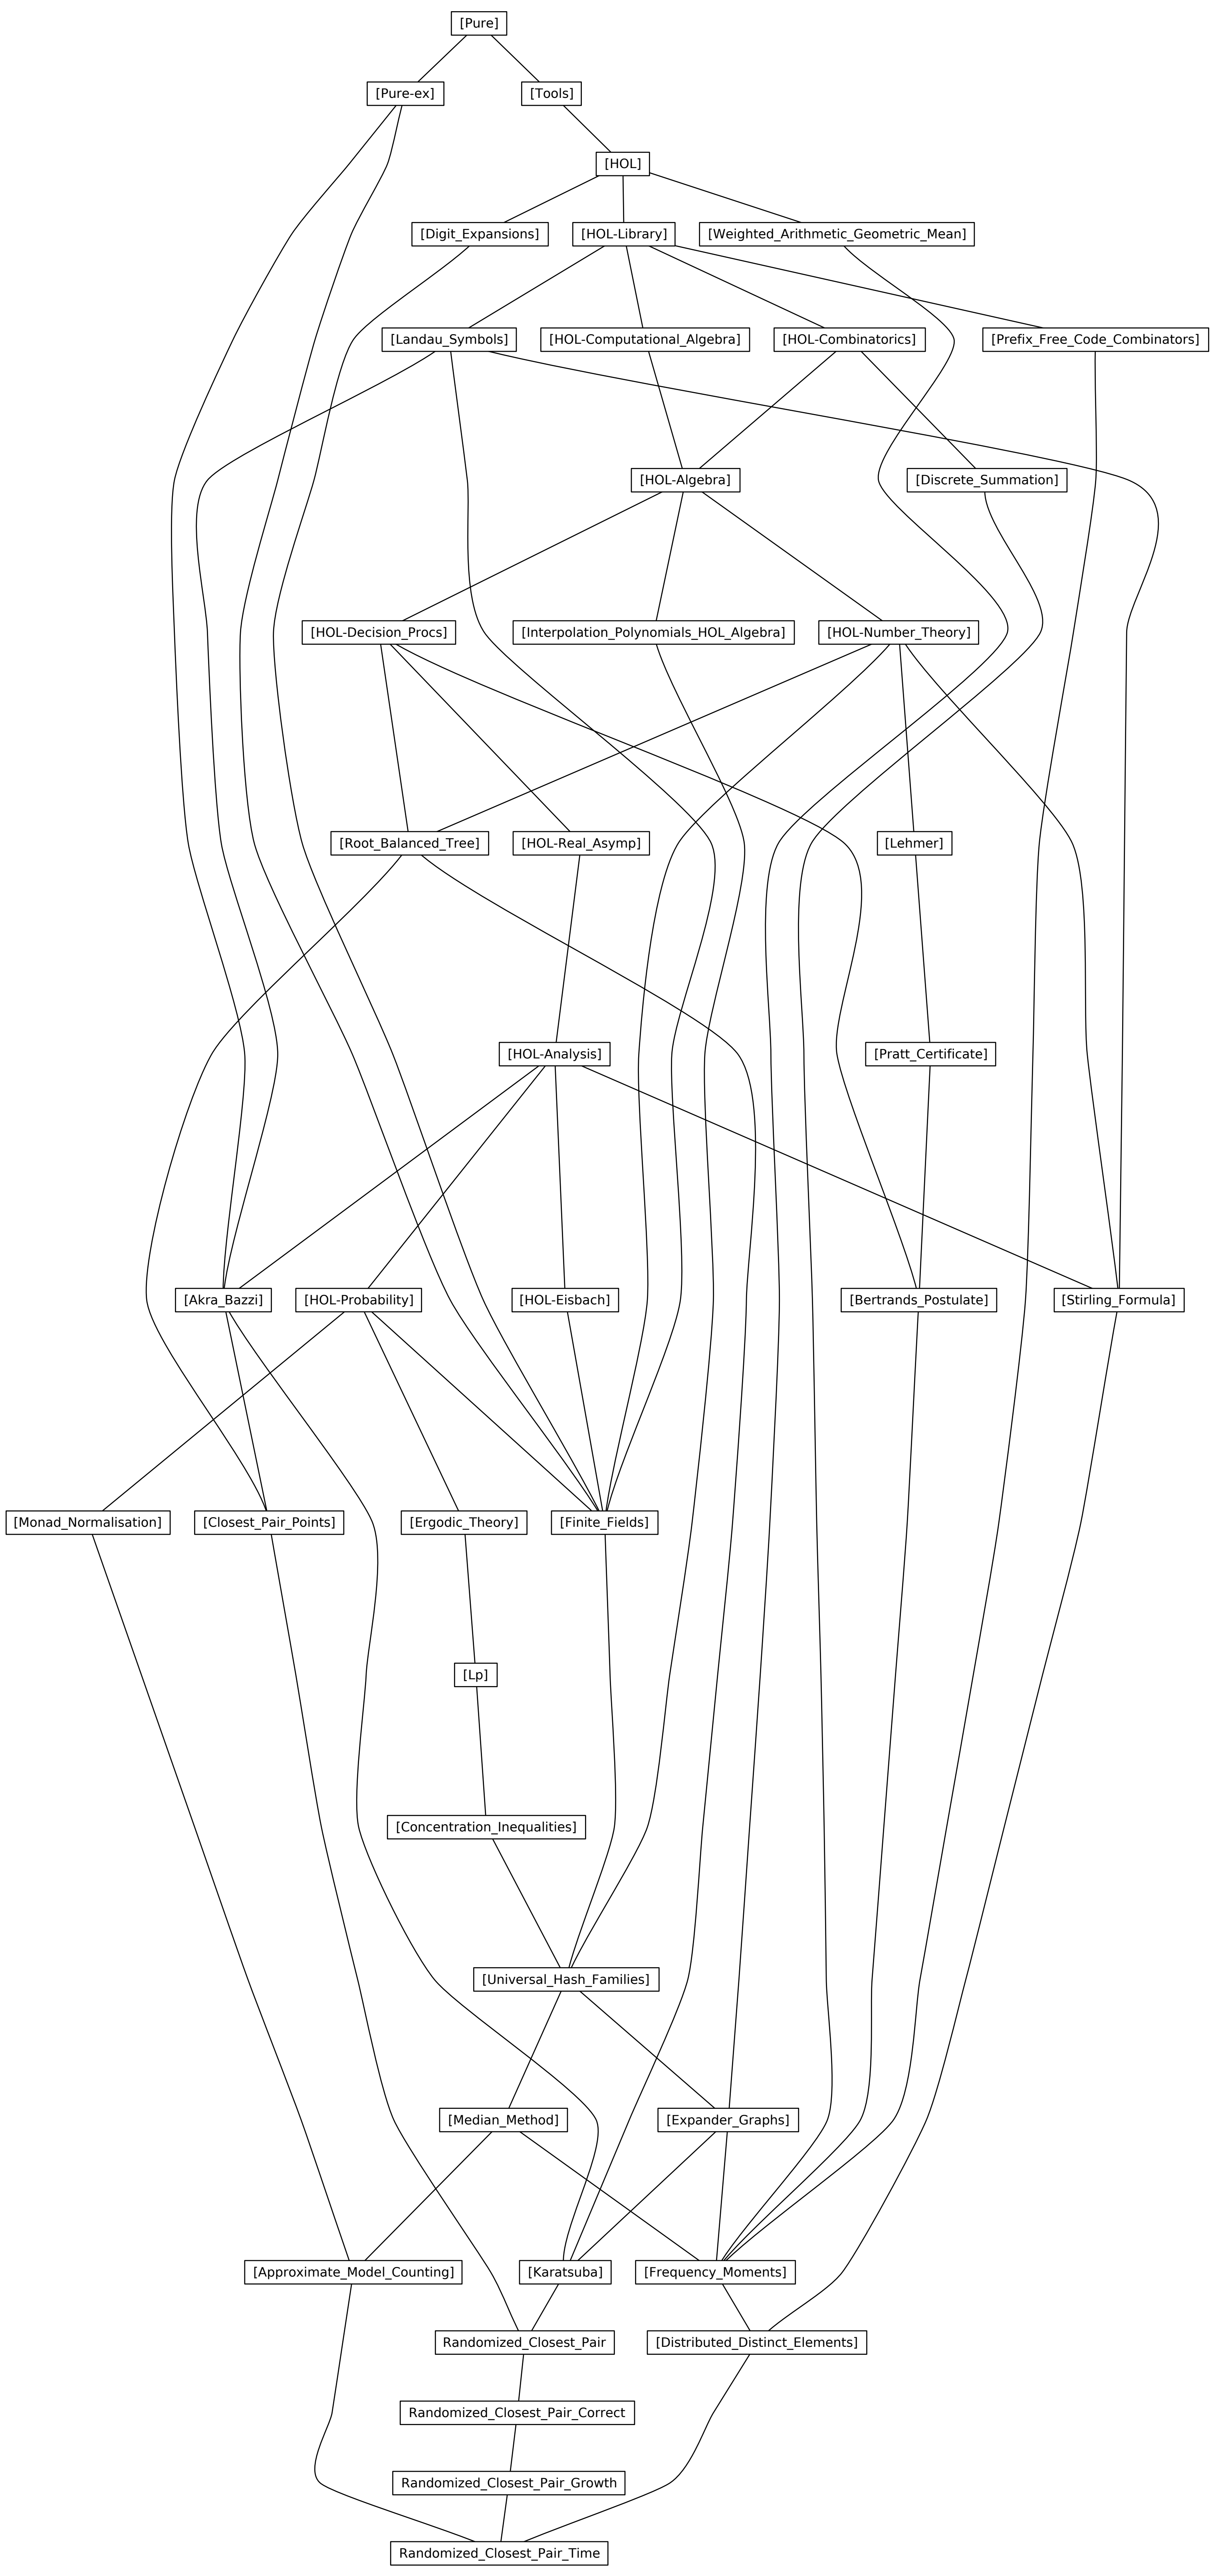 [Pure]
[Pure-ex]
[Tools]
[HOL]
[Digit_Expansions]
[HOL-Library]
[Weighted_Arithmetic_Geometric_Mean]
[Landau_Symbols]
[HOL-Computational_Algebra]
[HOL-Combinatorics]
[Prefix_Free_Code_Combinators]
[HOL-Algebra]
[Discrete_Summation]
[HOL-Decision_Procs]
[Interpolation_Polynomials_HOL_Algebra]
[HOL-Number_Theory]
[Root_Balanced_Tree]
[HOL-Real_Asymp]
[Lehmer]
[HOL-Analysis]
[Pratt_Certificate]
[Akra_Bazzi]
[HOL-Probability]
[HOL-Eisbach]
[Bertrands_Postulate]
[Stirling_Formula]
[Monad_Normalisation]
[Closest_Pair_Points]
[Ergodic_Theory]
[Finite_Fields]
[Lp]
[Concentration_Inequalities]
[Universal_Hash_Families]
[Median_Method]
[Expander_Graphs]
[Approximate_Model_Counting]
[Karatsuba]
[Frequency_Moments]
Randomized_Closest_Pair
[Distributed_Distinct_Elements]
Randomized_Closest_Pair_Correct
Randomized_Closest_Pair_Growth
Randomized_Closest_Pair_Time